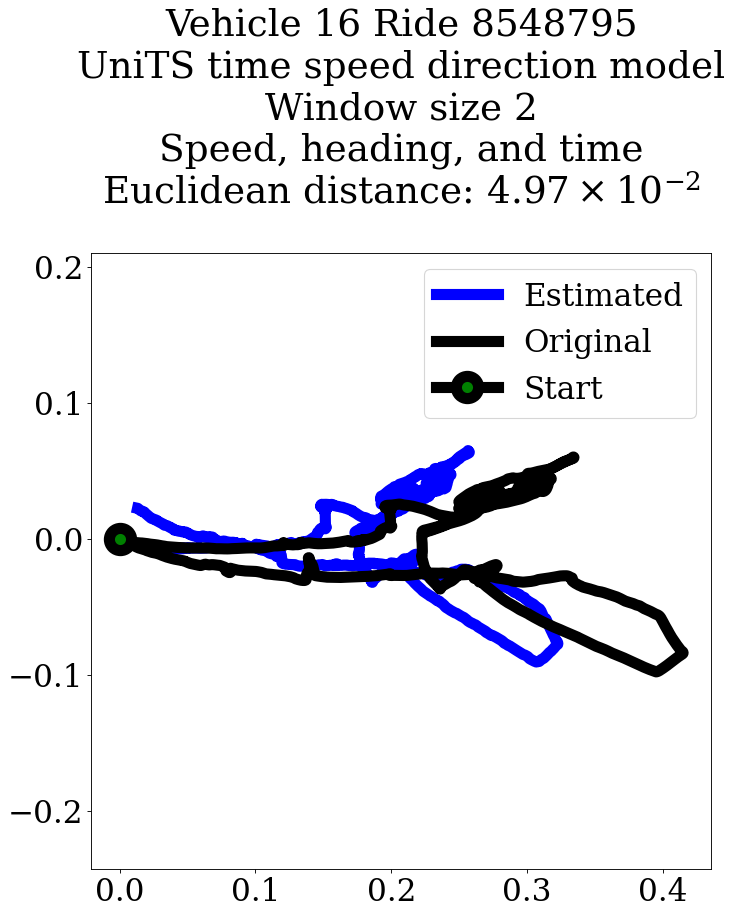 Vehicle 16 Ride 8548795
UniTS time speed direction model
Window size 2
Speed, heading, and time
Euclidean distance: 4.97 × 10⁻²
Estimated
Original
Start
0.2
0.1
0.0
−0.1
−0.2
0.0 0.1 0.2 0.3 0.4